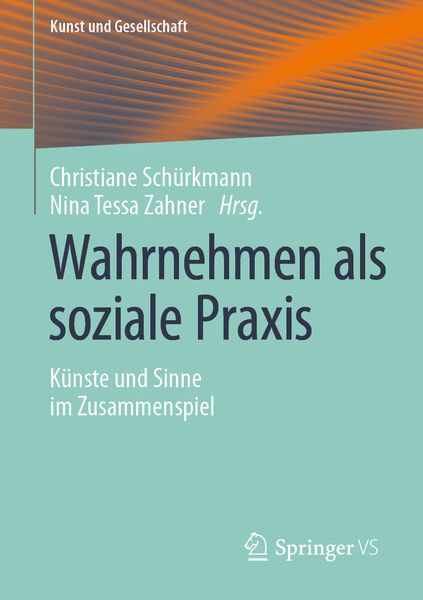 Kunst und Gesellschaft
Christiane Schürkmann
Nina Tessa Zahner Hrsg.
Wahrnehmen als
soziale Praxis
Künste und Sinne
im Zusammenspiel
Springer VS